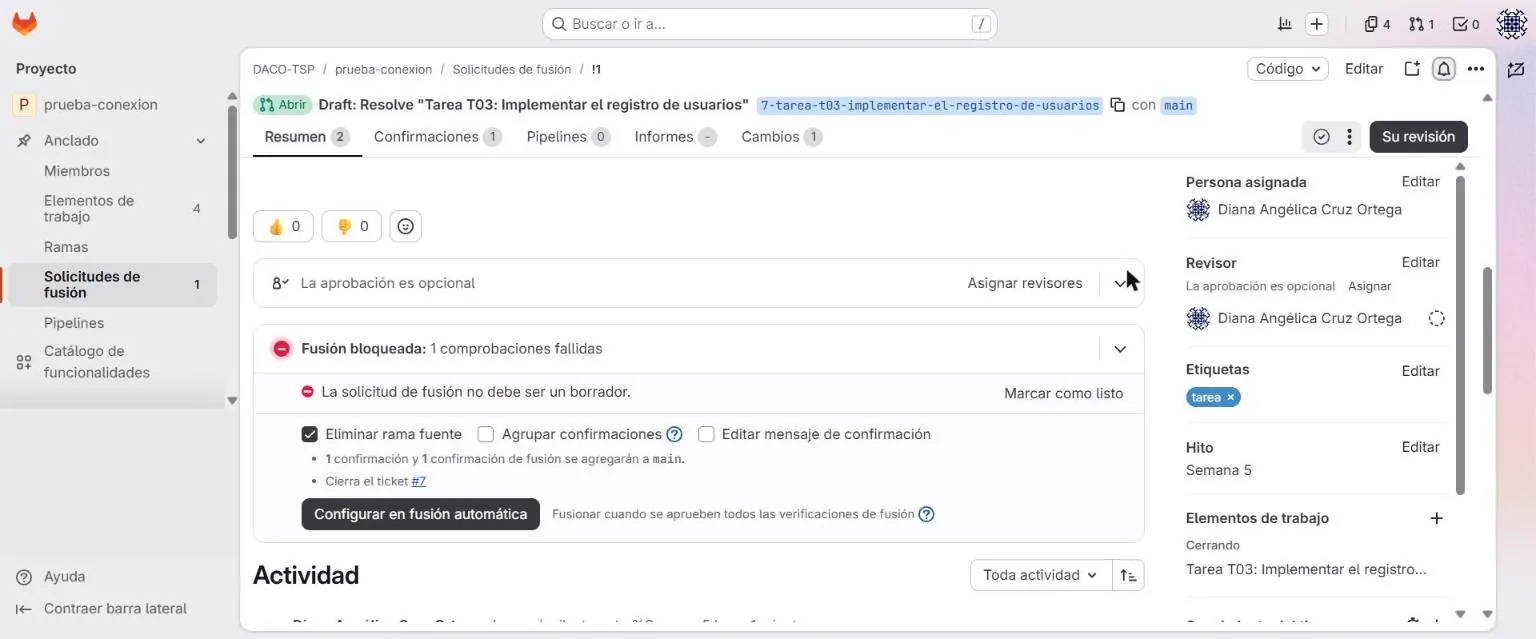 Buscar o ir a...
/
4
1
0
Proyecto
P prueba-conexion
Anclado
Miembros
Elementos de
trabajo
4
Ramas
Solicitudes de
fusión
1
Pipelines
Catálogo de
funcionalidades
Ayuda
Contraer barra lateral
DACO-TSP / prueba-conexion / Solicitudes de fusión / !1
Código
Editar
Abrir Draft: Resolve "Tarea T03: Implementar el registro de usuarios" 7-tarea-t03-implementar-el-registro-de-usuarios con main
Resumen 2 Confirmaciones 1 Pipelines 0 Informes - Cambios 1
Su revisión
👍 0 👎 0
La aprobación es opcional
Asignar revisores
Fusión bloqueada: 1 comprobaciones fallidas
La solicitud de fusión no debe ser un borrador.
Marcar como listo
Eliminar rama fuente Agrupar confirmaciones Editar mensaje de confirmación
• 1 confirmación y 1 confirmación de fusión se agregarán a main.
• Cierra el ticket #7
Configurar en fusión automática Fusionar cuando se aprueben todos las verificaciones de fusión
Actividad
Toda actividad
Persona asignada
Editar
Diana Angélica Cruz Ortega
Revisor
Editar
La aprobación es opcional Asignar
Diana Angélica Cruz Ortega
Etiquetas
Editar
tarea ×
Hito
Editar
Semana 5
Elementos de trabajo
+
Cerrando
Tarea T03: Implementar el registro...